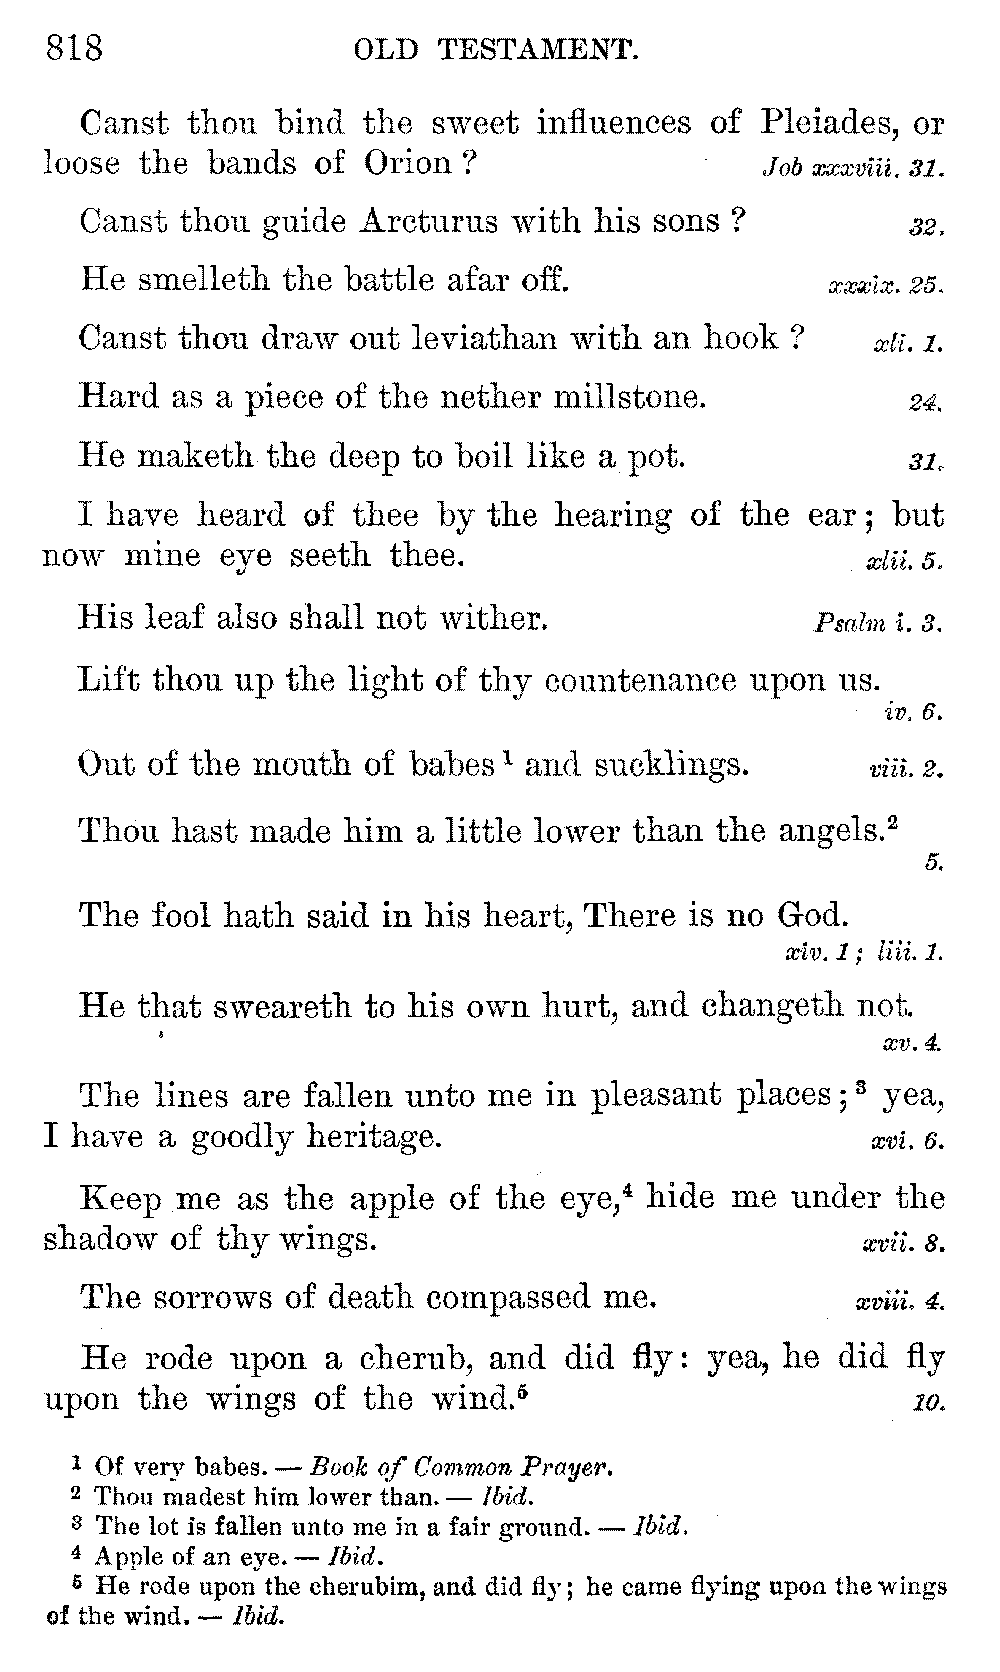 818 OLD TESTAMENT.
Canst thou bind the sweet influences of Pleiades, or
loose the bands of Orion ? Job xxxviii. 31.
Canst thou guide Arcturus with his sons ? 32.
He smelleth the battle afar off. xxxix. 25.
Canst thou draw out leviathan with an hook ? xli. 1.
Hard as a piece of the nether millstone. 24.
He maketh the deep to boil like a pot. 31.
I have heard of thee by the hearing of the ear ; but
now mine eye seeth thee. xlii. 5.
His leaf also shall not wither. Psalm i. 3.
Lift thou up the light of thy countenance upon us.
iv. 6.
Out of the mouth of babes ¹ and sucklings. viii. 2.
Thou hast made him a little lower than the angels.²
5.
The fool hath said in his heart, There is no God.
xiv. 1 ; liii. 1.
He that sweareth to his own hurt, and changeth not.
xv. 4.
The lines are fallen unto me in pleasant places ;³ yea,
I have a goodly heritage. xvi. 6.
Keep me as the apple of the eye,⁴ hide me under the
shadow of thy wings. xvii. 8.
The sorrows of death compassed me. xviii. 4.
He rode upon a cherub, and did fly : yea, he did fly
upon the wings of the wind.⁵ 10.
¹ Of very babes. — Book of Common Prayer.
² Thou madest him lower than. — Ibid.
³ The lot is fallen unto me in a fair ground. — Ibid.
⁴ Apple of an eye. — Ibid.
⁵ He rode upon the cherubim, and did fly ; he came flying upon the wings
of the wind. — Ibid.